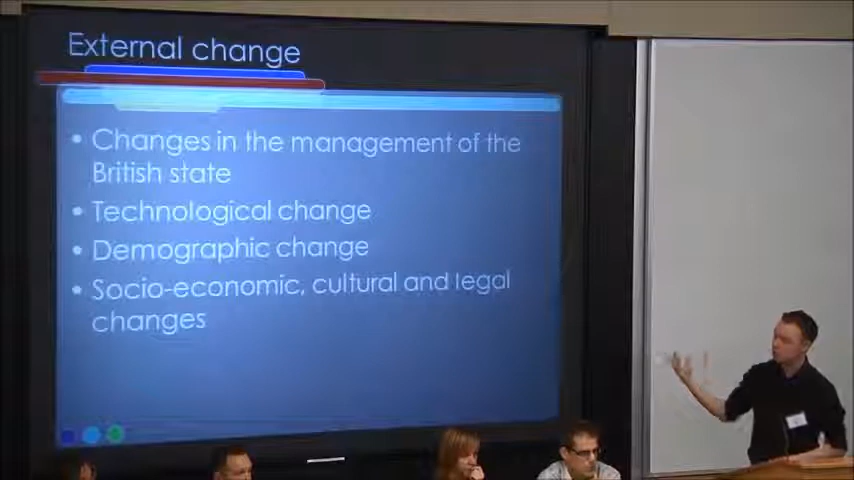 External change
• Changes in the management of the
British state
• Technological change
• Demographic change
• Socio-economic, cultural and legal
changes